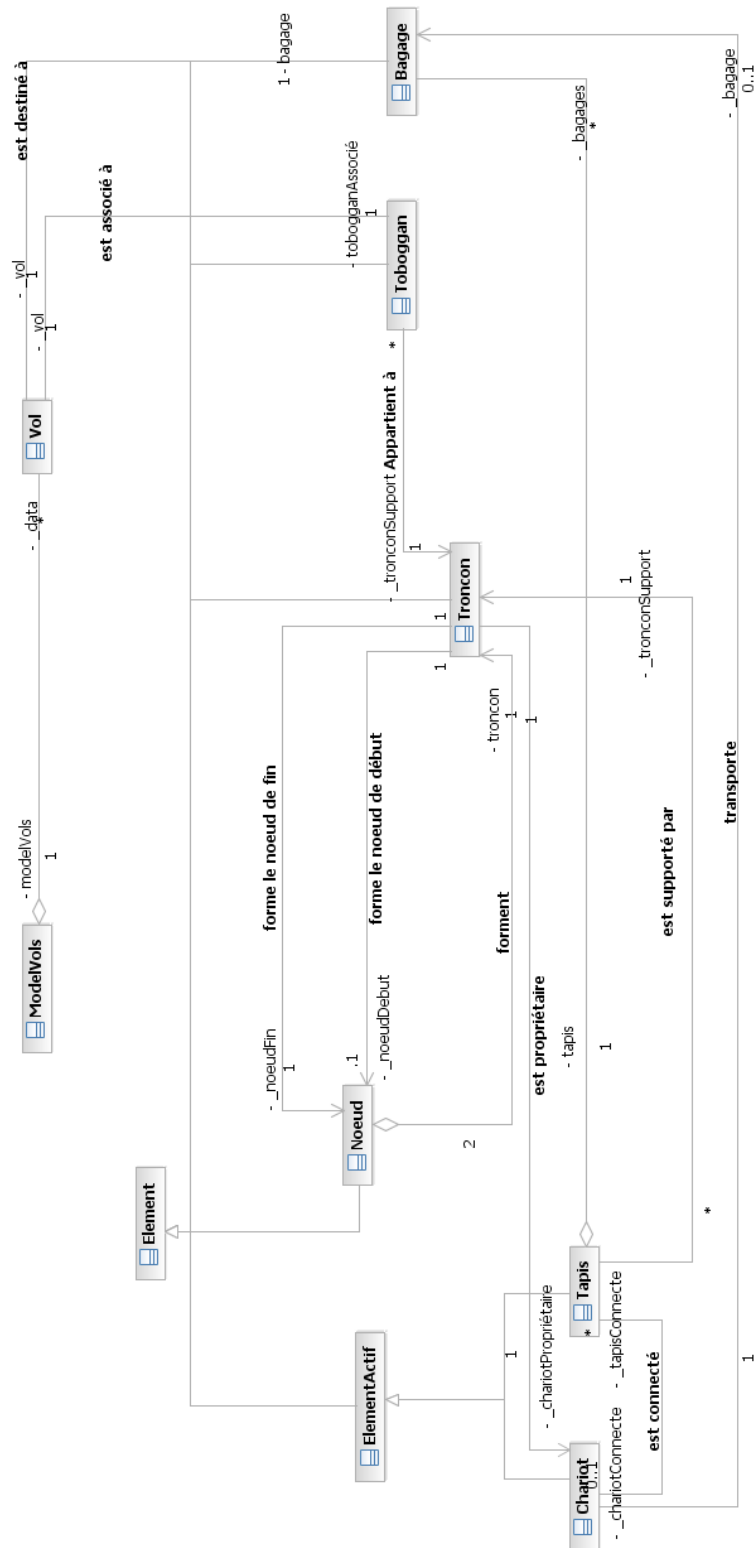 ModelVols
- modelVols
1
- _data
*
Vol
- _vol
1
- _vol
1
est destiné à
est associé à
Element
ElementActif
Noeud
- _noeudFin
1
forme le noeud de fin
1
.1
- _noeudDebut
forme le noeud de début
1
2
forment
- troncon
1
Troncon
- _tronconSupport
1
Appartient à
*
Toboggan
- tobogganAssocié
1
1 - bagage
Bagage
1
- _chariotPropriétaire
est propriétaire
1
Chariot
0..1
- _chariotConnecte
est connecté
- _tapisConnecte
*
Tapis
- tapis
1
- _bagages
*
*
est supporté par
1
- _tronconSupport
1
transporte
- _bagage
0..1